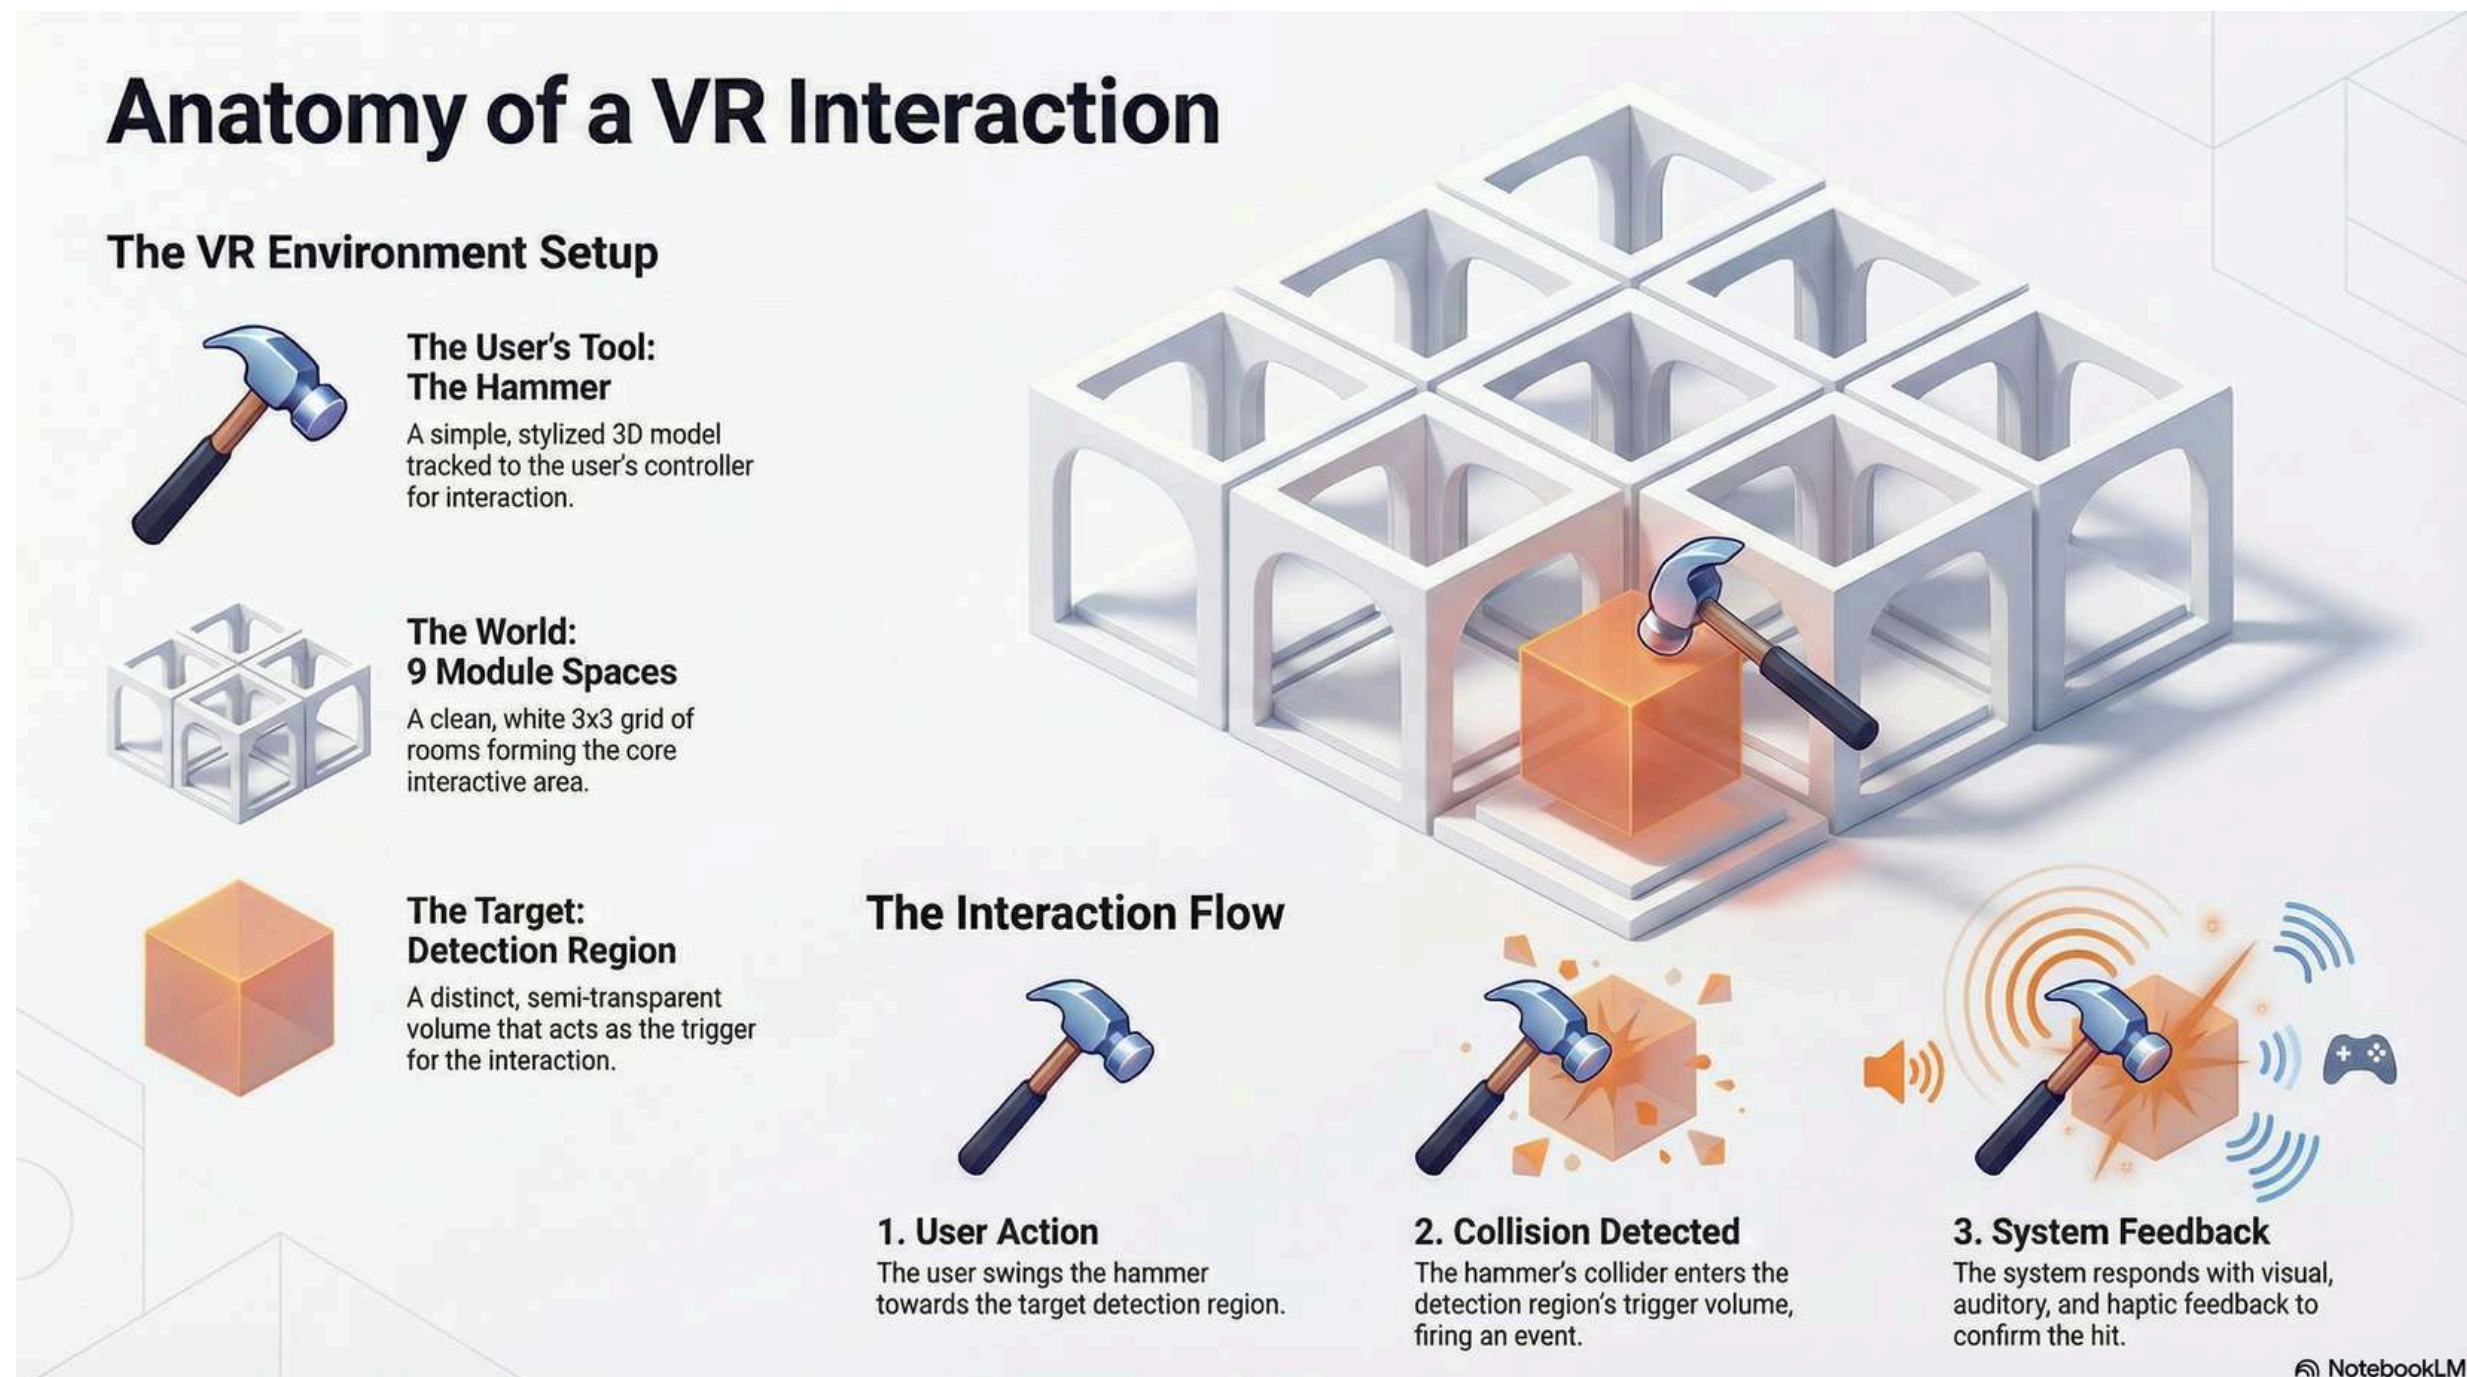 Anatomy of a VR Interaction
The VR Environment Setup
The User's Tool:
The Hammer
A simple, stylized 3D model
tracked to the user's controller
for interaction.
The World:
9 Module Spaces
A clean, white 3x3 grid of
rooms forming the core
interactive area.
The Target:
Detection Region
A distinct, semi-transparent
volume that acts as the trigger
for the interaction.
The Interaction Flow
1. User Action
The user swings the hammer
towards the target detection region.
2. Collision Detected
The hammer's collider enters the
detection region's trigger volume,
firing an event.
3. System Feedback
The system responds with visual,
auditory, and haptic feedback to
confirm the hit.
NotebookLM